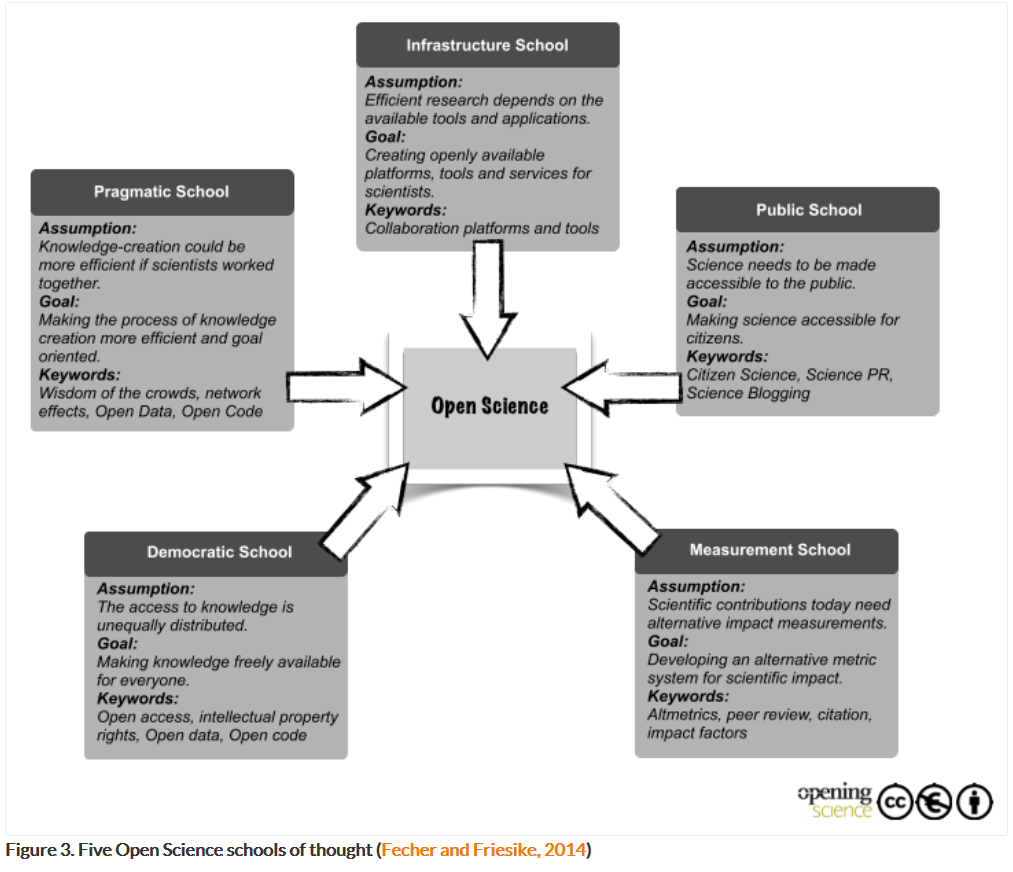 Infrastructure School
Assumption:
Efficient research depends on the
available tools and applications.
Goal:
Creating openly available
platforms, tools and services for
scientists.
Keywords:
Collaboration platforms and tools
Pragmatic School
Assumption:
Knowledge-creation could be
more efficient if scientists worked
together.
Goal:
Making the process of knowledge
creation more efficient and goal
oriented.
Keywords:
Wisdom of the crowds, network
effects, Open Data, Open Code
Public School
Assumption:
Science needs to be made
accessible to the public.
Goal:
Making science accessible for
citizens.
Keywords:
Citizen Science, Science PR,
Science Blogging
Open Science
Democratic School
Assumption:
The access to knowledge is
unequally distributed.
Goal:
Making knowledge freely available
for everyone.
Keywords:
Open access, intellectual property
rights, Open data, Open code
Measurement School
Assumption:
Scientific contributions today need
alternative impact measurements.
Goal:
Developing an alternative metric
system for scientific impact.
Keywords:
Altmetrics, peer review, citation,
impact factors
opening
science
cc
Figure 3. Five Open Science schools of thought (Fecher and Friesike, 2014)